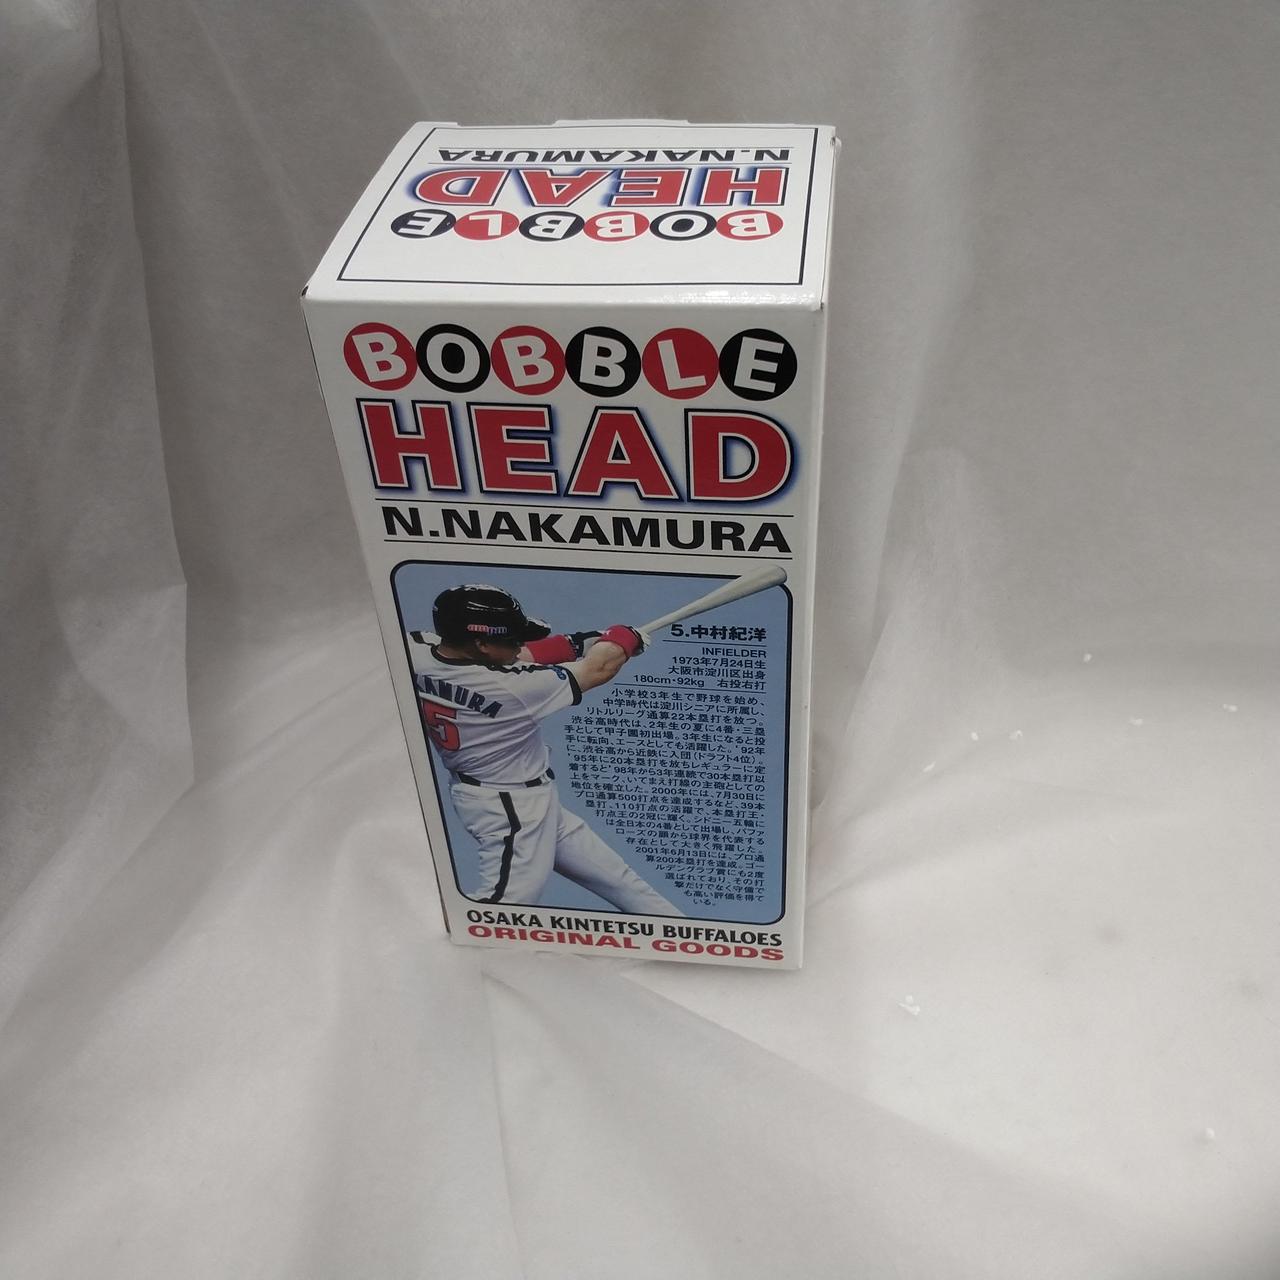 N.NAKAMURA
HEAD
BOBBLE
BOBBLE
HEAD
N.NAKAMURA
5.中村紀洋
INFIELDER
1973年7月24日生
大阪市淀川区出身
180cm・92kg 右投右打
小学校3年生で野球を始め、
中学時代は淀川シニアに所属し、
リトルリーグ通算22本塁打を放つ。
渋谷高時代は、2年生の夏に4番・三塁
手として甲子園初出場。3年生になると投
手に転向、エースとしても活躍した。'92年
に、渋谷高から近鉄に入団(ドラフト4位)。
'95年に20本塁打を放ちレギュラーに定
着すると'98年から3年連続で30本塁打以
上をマーク、いてまえ打線の主砲としての
地位を確立した。2000年には、7月30日に
プロ通算500打点を達成するなど、39本
塁打、110打点の活躍で、本塁打王・
打点王の2冠に輝く。シドニー五輪に
は全日本の4番として出場し、バファ
ローズの顔から球界を代表する
存在として大きく飛躍した。
2001年6月13日には、プロ通
算200本塁打を達成。ゴー
ルデングラブ賞にも2度
選ばれており、その打
撃だけでなく守備で
も高い評価を得て
いる。
AMURA
5
OSAKA KINTETSU BUFFALOES
ORIGINAL GOODS